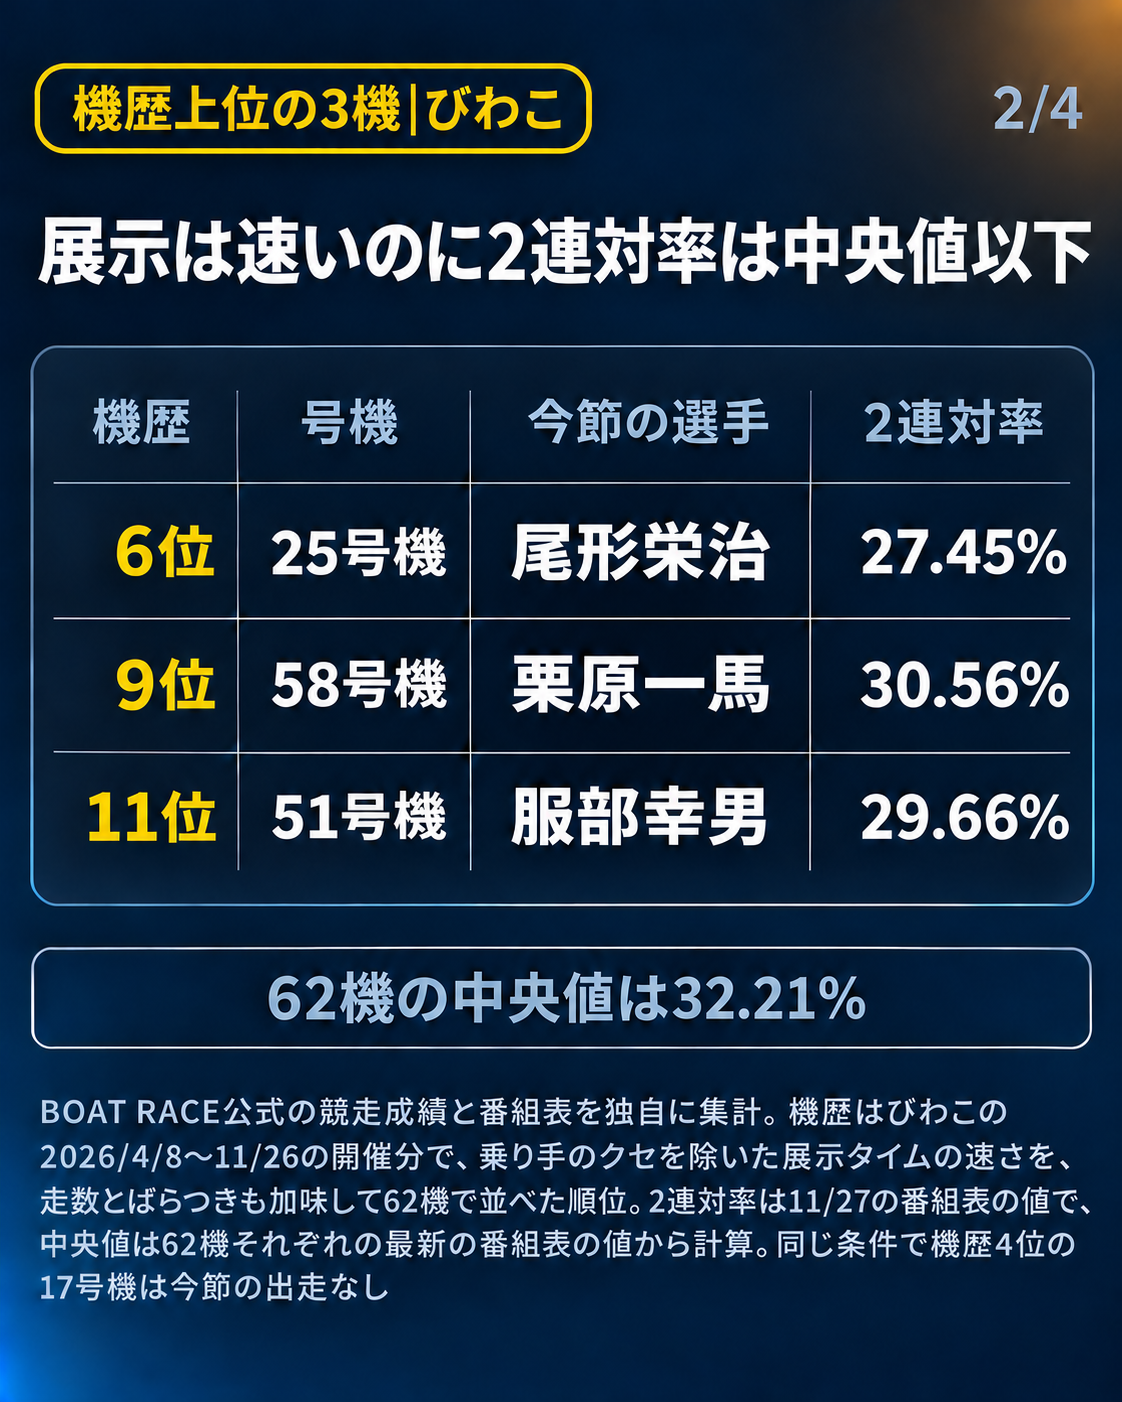 機歴上位の3機|びわこ
2/4
展示は速いのに2連対率は中央値以下
機歴 号機 今節の選手 2連対率
6位 25号機 尾形栄治 27.45%
9位 58号機 栗原一馬 30.56%
11位 51号機 服部幸男 29.66%
62機の中央値は32.21%
BOAT RACE公式の競走成績と番組表を独自に集計。機歴はびわこの
2026/4/8〜11/26の開催分で、乗り手のクセを除いた展示タイムの速さを、
走数とばらつきも加味して62機で並べた順位。2連対率は11/27の番組表の値で、
中央値は62機それぞれの最新の番組表の値から計算。同じ条件で機歴4位の
17号機は今節の出走なし